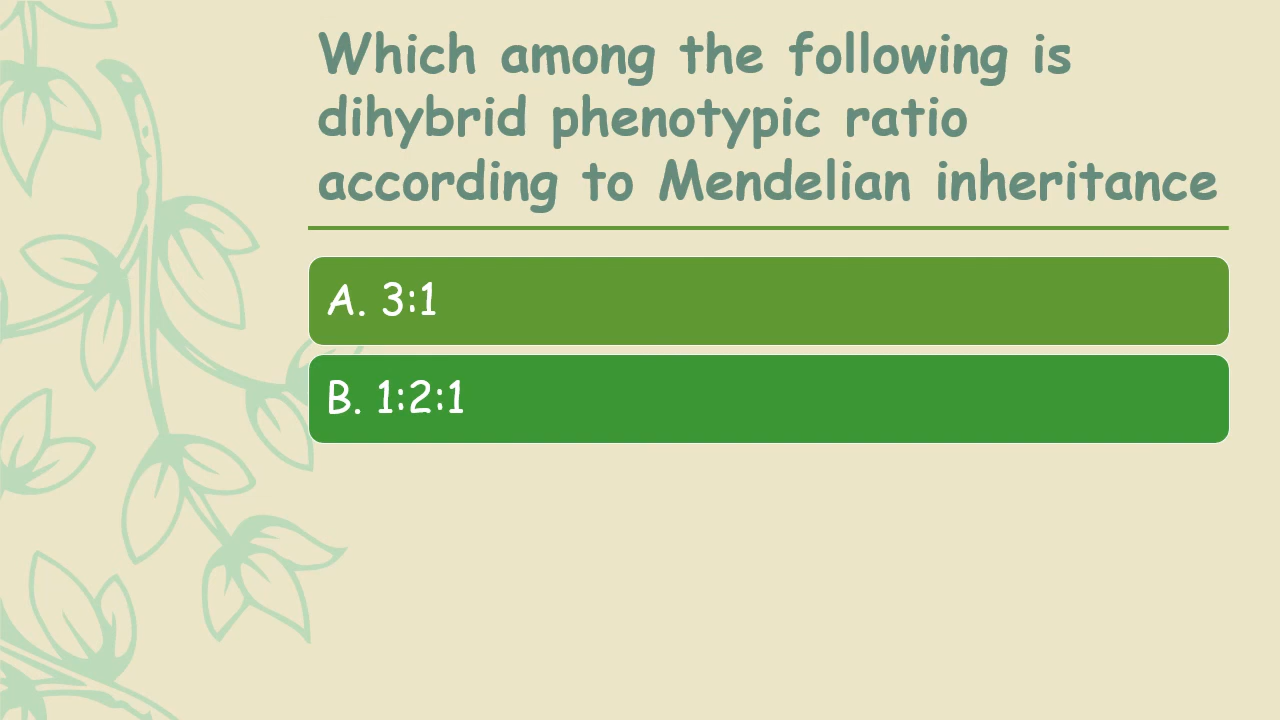 Which among the following is
dihybrid phenotypic ratio
according to Mendelian inheritance
A. 3:1
B. 1:2:1